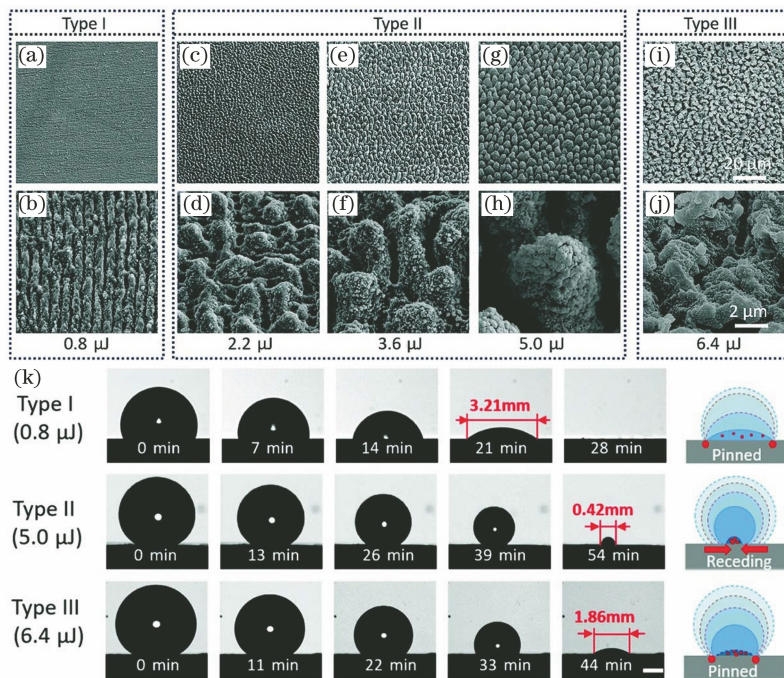 Type I
Type II
Type III
(a)
(c)
(e)
(g)
(i)
20 μm
(b)
(d)
(f)
(h)
(j)
2 μm
0.8 μJ
2.2 μJ
3.6 μJ
5.0 μJ
6.4 μJ
(k)
Type I
(0.8 μJ)
3.21mm
0 min
7 min
14 min
21 min
28 min
Pinned
Type II
(5.0 μJ)
0.42mm
0 min
13 min
26 min
39 min
54 min
Receding
Type III
(6.4 μJ)
1.86mm
0 min
11 min
22 min
33 min
44 min
Pinned